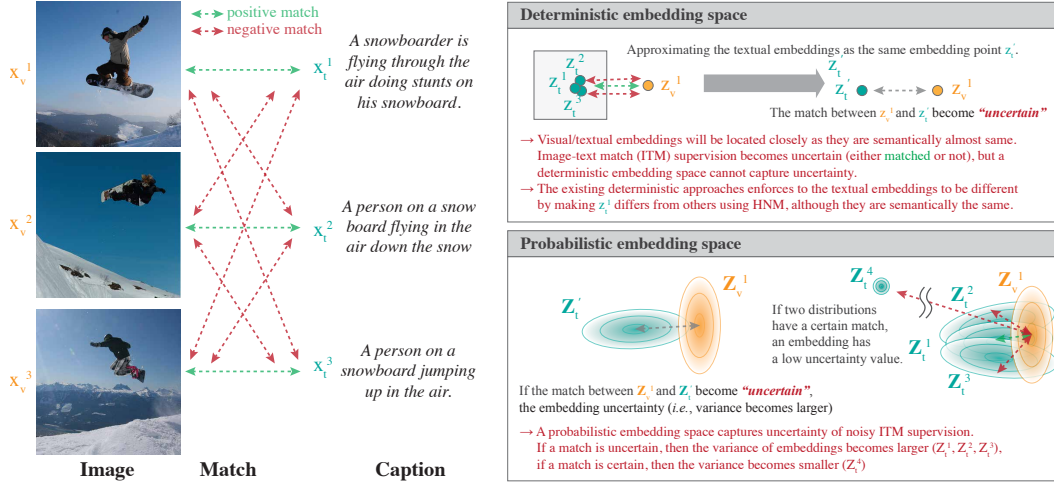 positive match
negative match
x_v^1
x_t^1
A snowboarder is
flying through the
air doing stunts on
his snowboard.
x_v^2
x_t^2
A person on a snow
board flying in the
air down the snow
x_v^3
x_t^3
A person on a
snowboard jumping
up in the air.
Image
Match
Caption
Deterministic embedding space
Approximating the textual embeddings as the same embedding point z_t'.
z_t^2
z_t^1
z_t^3
z_v^1
z_t'
z_t'
z_v^1
The match between z_v^1 and z_t' become "uncertain"
→ Visual/textual embeddings will be located closely as they are semantically almost same.
Image-text match (ITM) supervision becomes uncertain (either matched or not), but a
deterministic embedding space cannot capture uncertainty.
→ The existing deterministic approaches enforces to the textual embeddings to be different
by making z_t^1 differs from others using HNM, although they are semantically the same.
Probabilistic embedding space
Z_t'
Z_v^1
If two distributions
have a certain match,
an embedding has
a low uncertainty value.
Z_t^4
Z_t^2
Z_v^1
Z_t^1
Z_t^3
If the match between Z_v^1 and Z_t' become "uncertain",
the embedding uncertainty (i.e., variance becomes larger)
→ A probabilistic embedding space captures uncertainty of noisy ITM supervision.
If a match is uncertain, then the variance of embeddings becomes larger (Z_t^1, Z_t^2, Z_t^3),
if a match is certain, then the variance becomes smaller (Z_t^4)